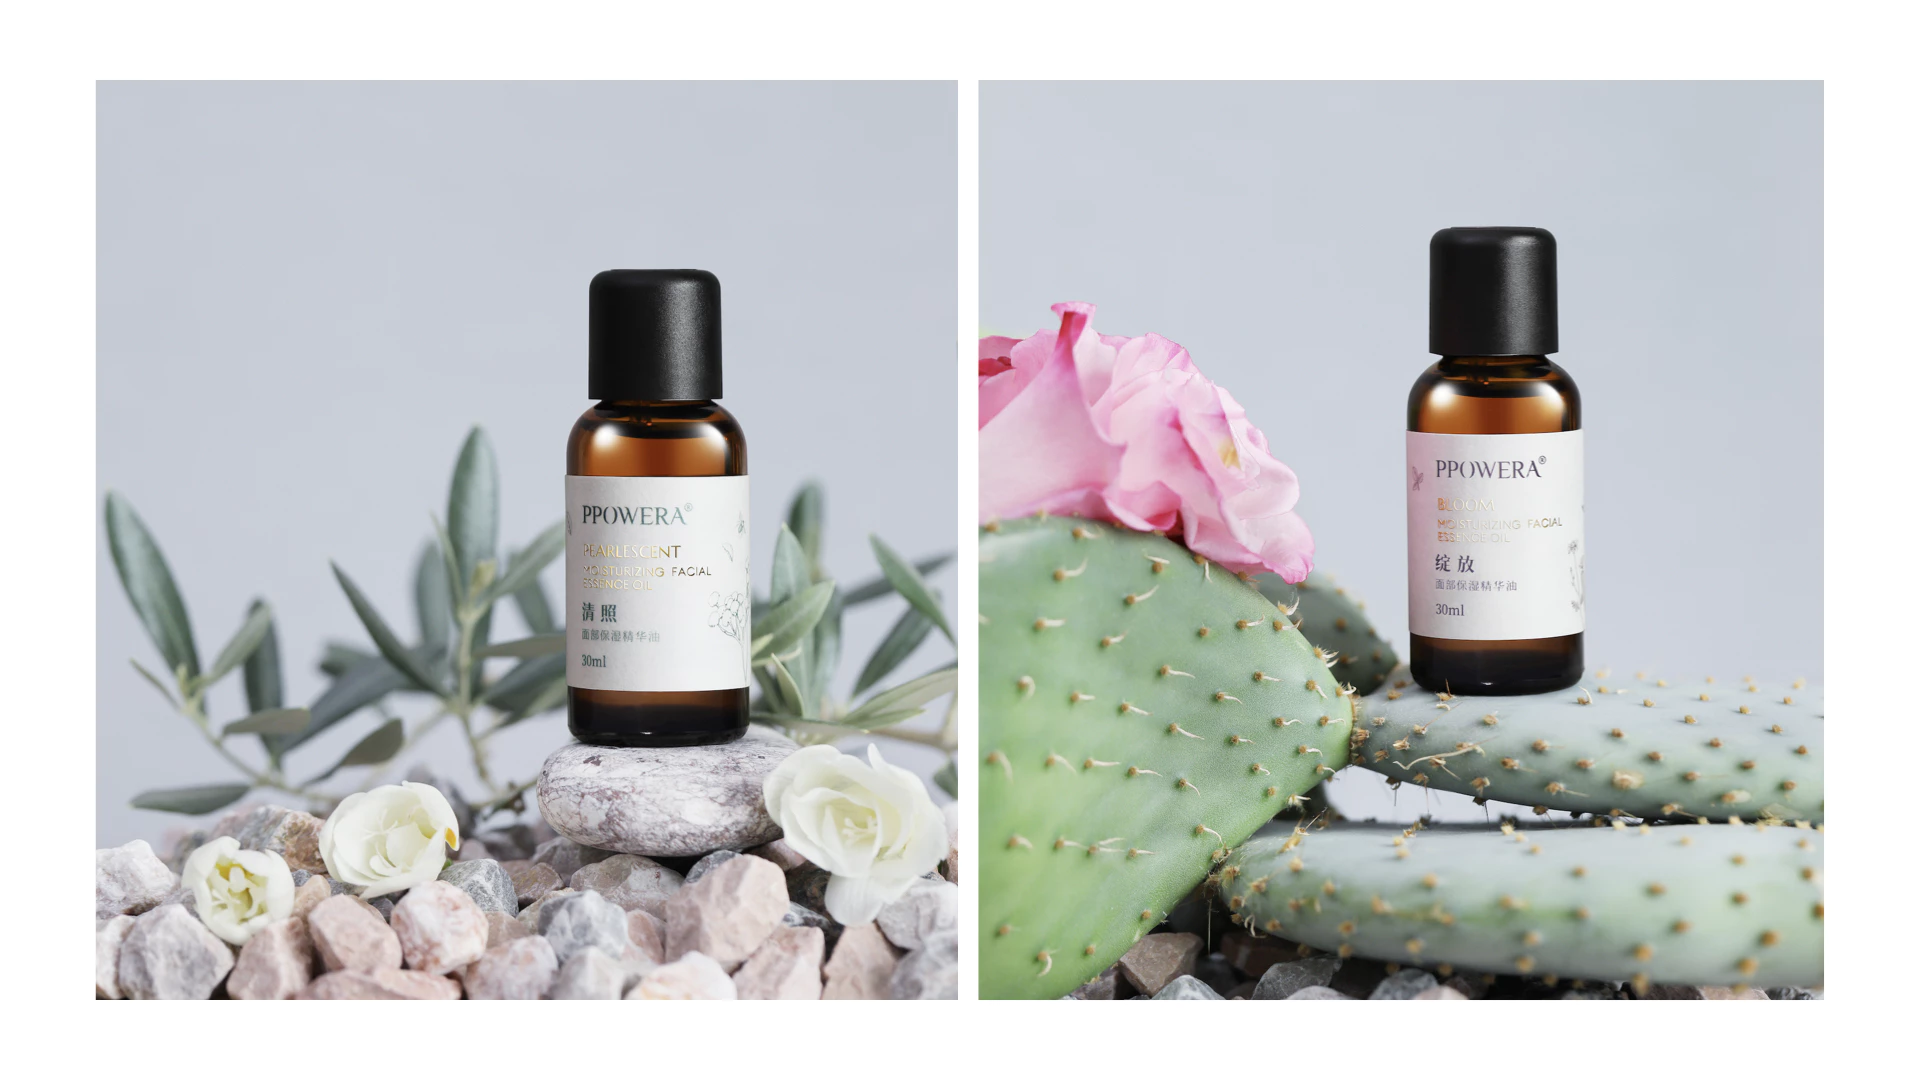 PPOWERA®
PEARLESCENT
MOISTURIZING FACIAL
ESSENCE OIL
清照
面部保湿精华油
30ml
PPOWERA®
BLOOM
MOISTURIZING FACIAL
ESSENCE OIL
绽放
面部保湿精华油
30ml